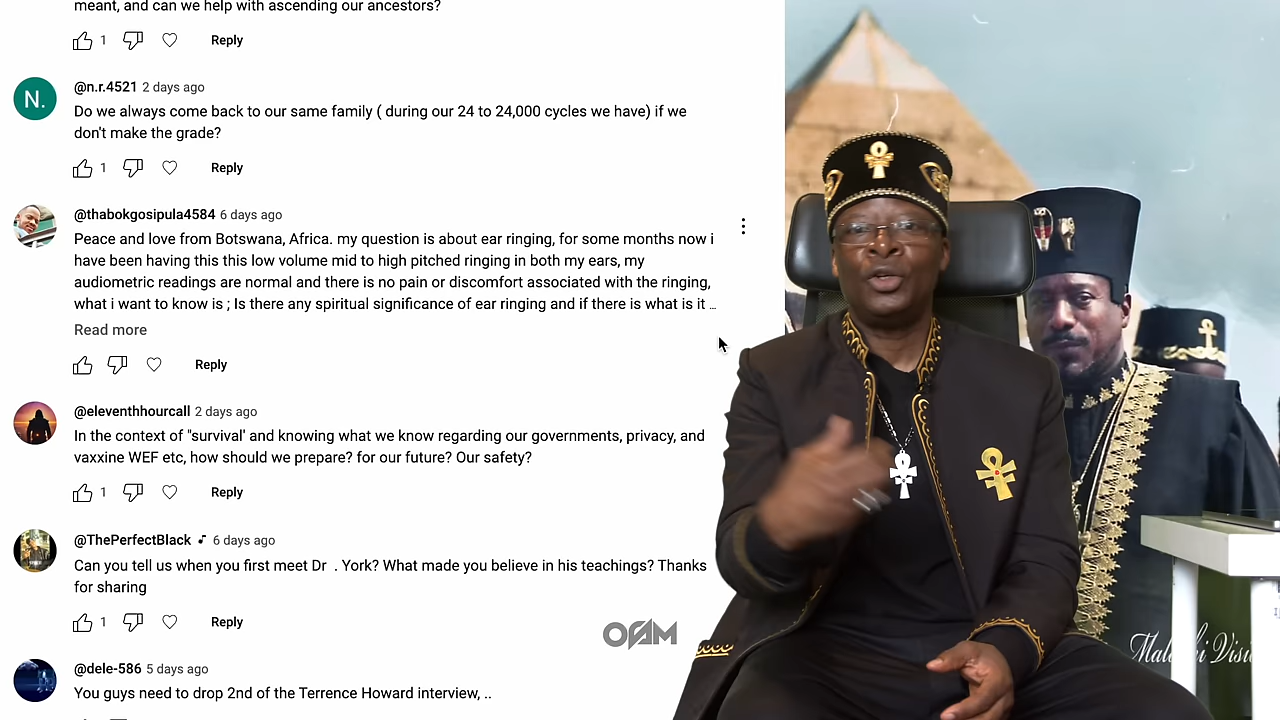 meant, and can we help with ascending our ancestors?
1 Reply
@n.r.4521 2 days ago
N.
Do we always come back to our same family ( during our 24 to 24,000 cycles we have) if we
don't make the grade?
1 Reply
@thabokgosipula4584 6 days ago
Peace and love from Botswana, Africa. my question is about ear ringing, for some months now i
have been having this this low volume mid to high pitched ringing in both my ears, my
audiometric readings are normal and there is no pain or discomfort associated with the ringing,
what i want to know is ; Is there any spiritual significance of ear ringing and if there is what is it ...
Read more
Reply
@eleventhhourcall 2 days ago
In the context of "survival' and knowing what we know regarding our governments, privacy, and
vaxxine WEF etc, how should we prepare? for our future? Our safety?
1 Reply
@ThePerfectBlack 6 days ago
Can you tell us when you first meet Dr . York? What made you believe in his teachings? Thanks
for sharing
1 Reply
OFAM
@dele-586 5 days ago
You guys need to drop 2nd of the Terrence Howard interview, ..